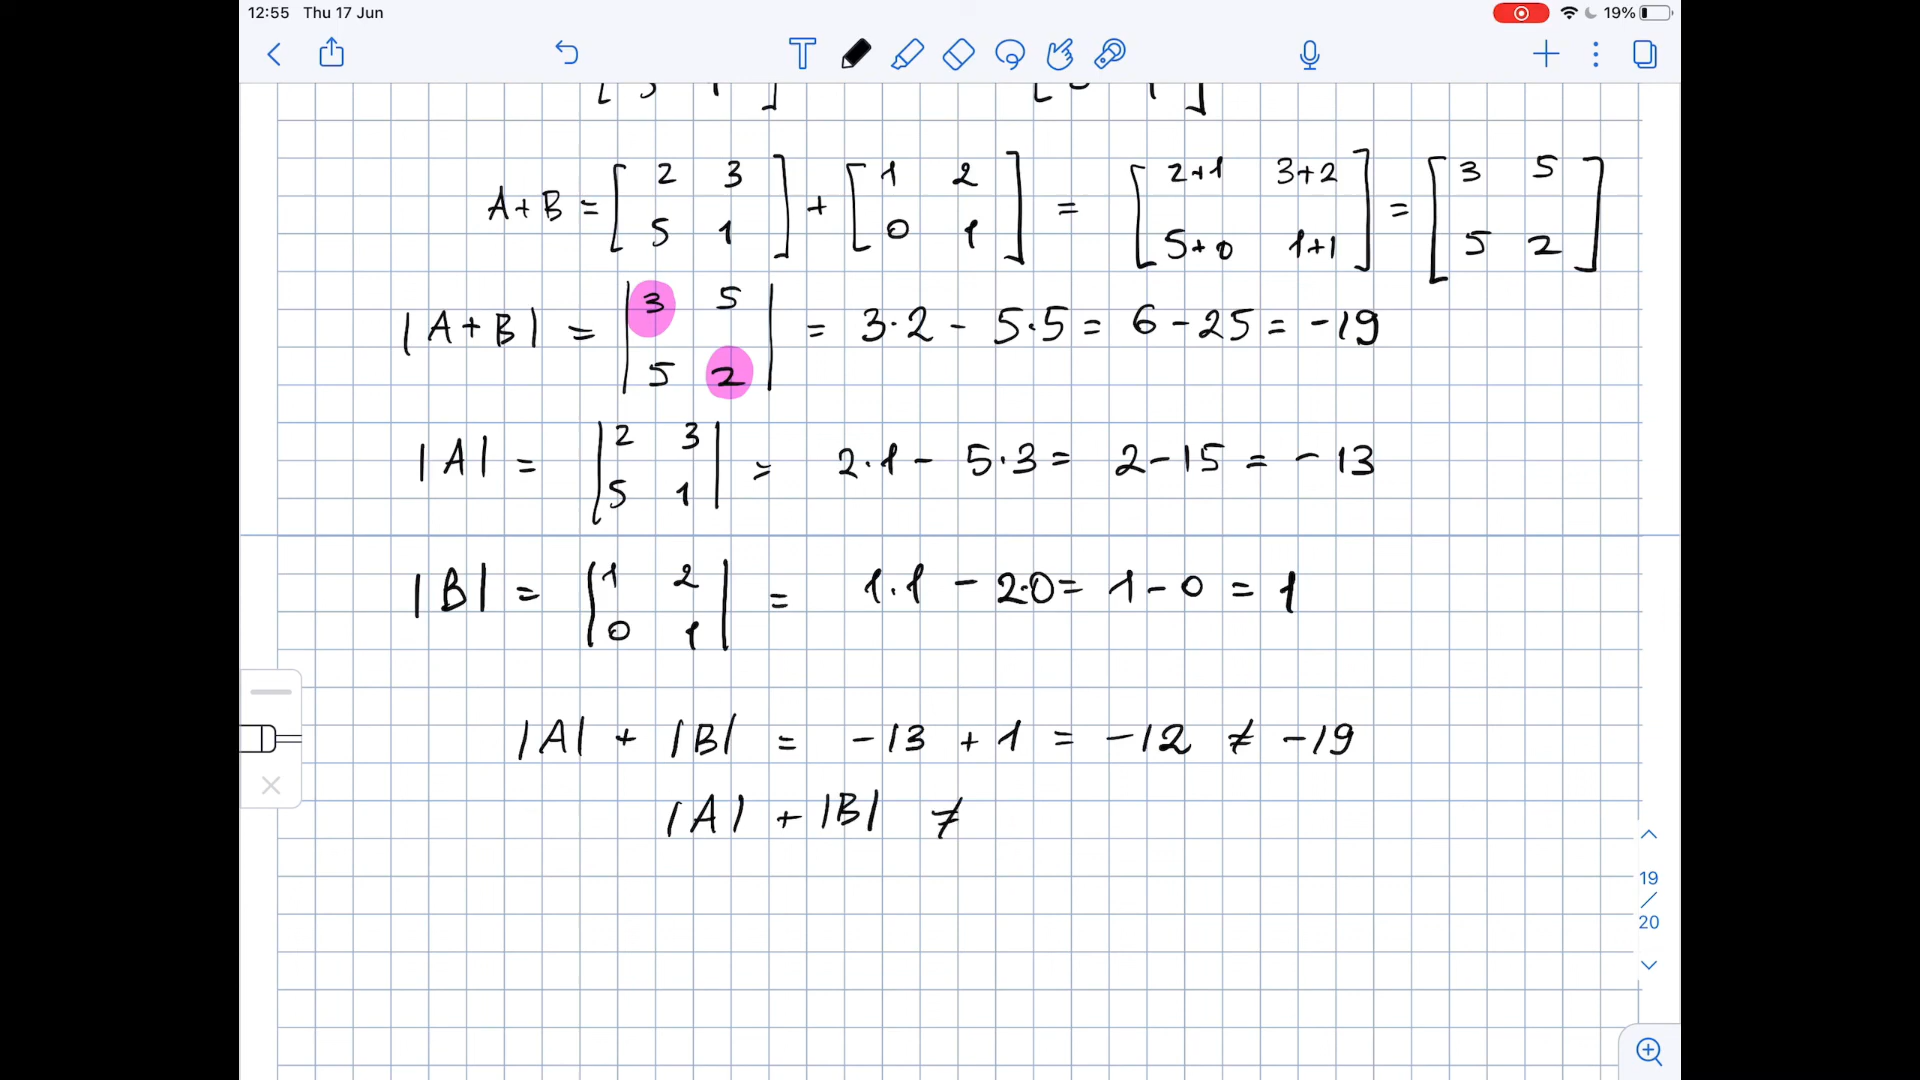 12:55 Thu 17 Jun 19%
A+B = [ 2 3 ; 5 1 ] + [ 1 2 ; 0 1 ] = [ 2+1 3+2 ; 5+0 1+1 ] = [ 3 5 ; 5 2 ]
|A+B| = | 3 5 ; 5 2 | = 3·2 - 5·5 = 6 - 25 = -19
|A| = | 2 3 ; 5 1 | = 2·1 - 5·3 = 2 - 15 = -13
|B| = | 1 2 ; 0 1 | = 1·1 - 2·0 = 1 - 0 = 1
|A| + |B| = -13 + 1 = -12 ≠ -19
|A| + |B| ≠
19
/
20